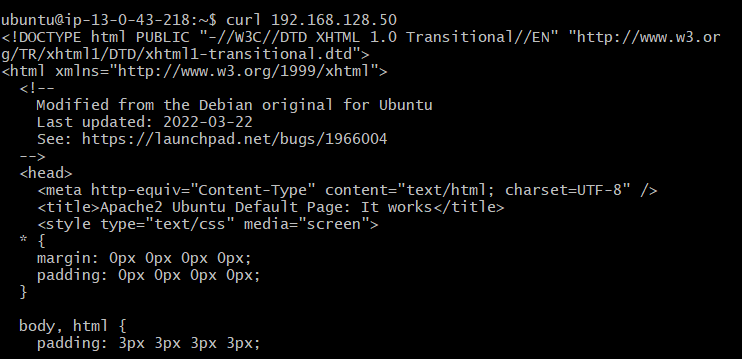 ubuntu@ip-13-0-43-218:~$ curl 192.168.128.50
<!DOCTYPE html PUBLIC "-//W3C//DTD XHTML 1.0 Transitional//EN" "http://www.w3.or
g/TR/xhtml1/DTD/xhtml1-transitional.dtd">
<html xmlns="http://www.w3.org/1999/xhtml">
  <!--
    Modified from the Debian original for Ubuntu
    Last updated: 2022-03-22
    See: https://launchpad.net/bugs/1966004
  -->
  <head>
    <meta http-equiv="Content-Type" content="text/html; charset=UTF-8" />
    <title>Apache2 Ubuntu Default Page: It works</title>
    <style type="text/css" media="screen">
  * {
    margin: 0px 0px 0px 0px;
    padding: 0px 0px 0px 0px;
  }

  body, html {
    padding: 3px 3px 3px 3px;